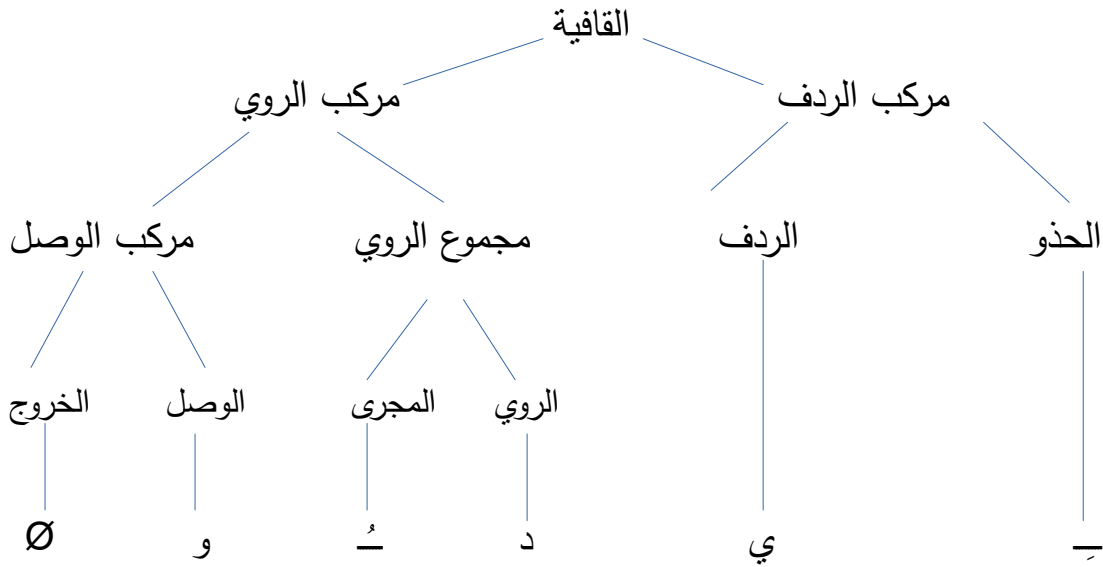 القافية
مركب الردف مركب الروي
الحذو الردف مجموع الروي مركب الوصل
الروي المجرى الوصل الخروج
ـِ ي د ـُ و Ø